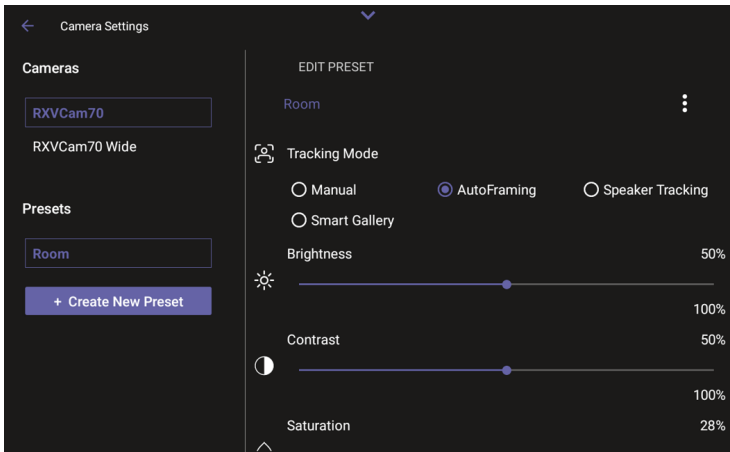 Camera Settings
Cameras
RXVCam70
RXVCam70 Wide
Presets
Room
+ Create New Preset
EDIT PRESET
Room
Tracking Mode
Manual
AutoFraming
Speaker Tracking
Smart Gallery
Brightness
50%
100%
Contrast
50%
100%
Saturation
28%